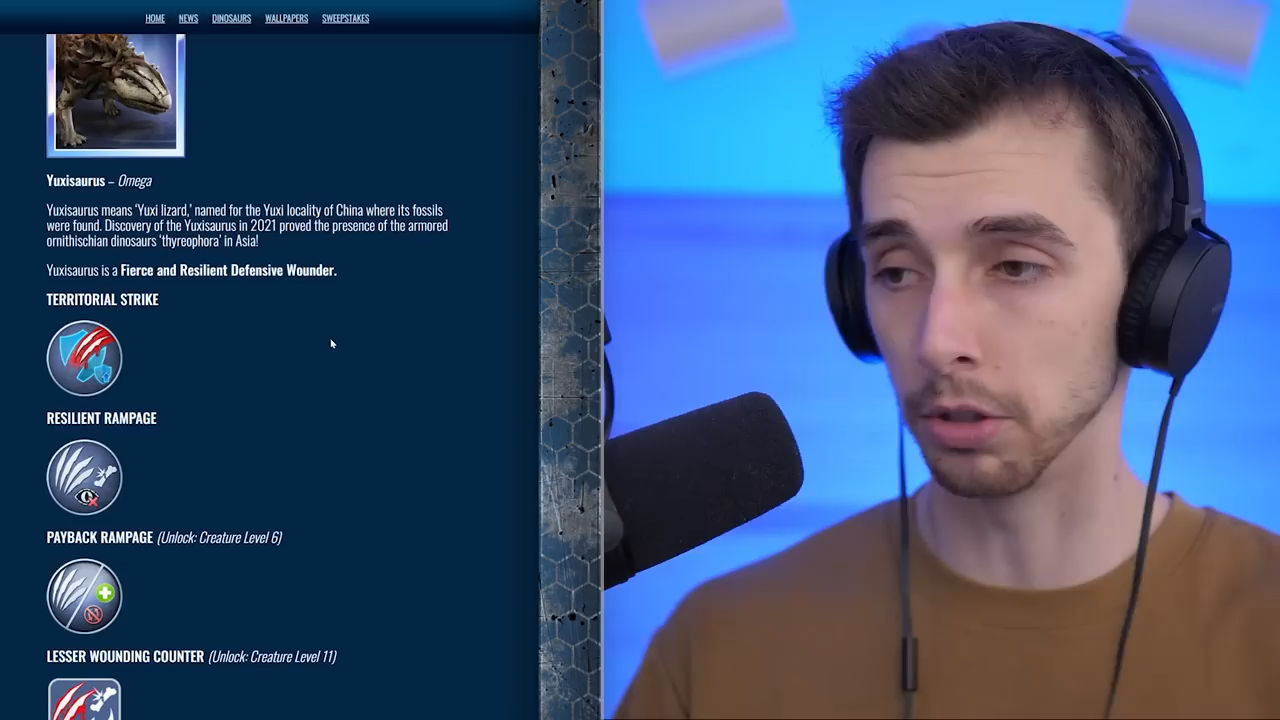 HOME NEWS DINOSAURS WALLPAPERS SWEEPSTAKES
Yuxisaurus – Omega
Yuxisaurus means ‘Yuxi lizard,’ named for the Yuxi locality of China where its fossils
were found. Discovery of the Yuxisaurus in 2021 proved the presence of the armored
ornithischian dinosaurs ‘thyreophora’ in Asia!
Yuxisaurus is a Fierce and Resilient Defensive Wounder.
TERRITORIAL STRIKE
RESILIENT RAMPAGE
PAYBACK RAMPAGE (Unlock: Creature Level 6)
N
LESSER WOUNDING COUNTER (Unlock: Creature Level 11)